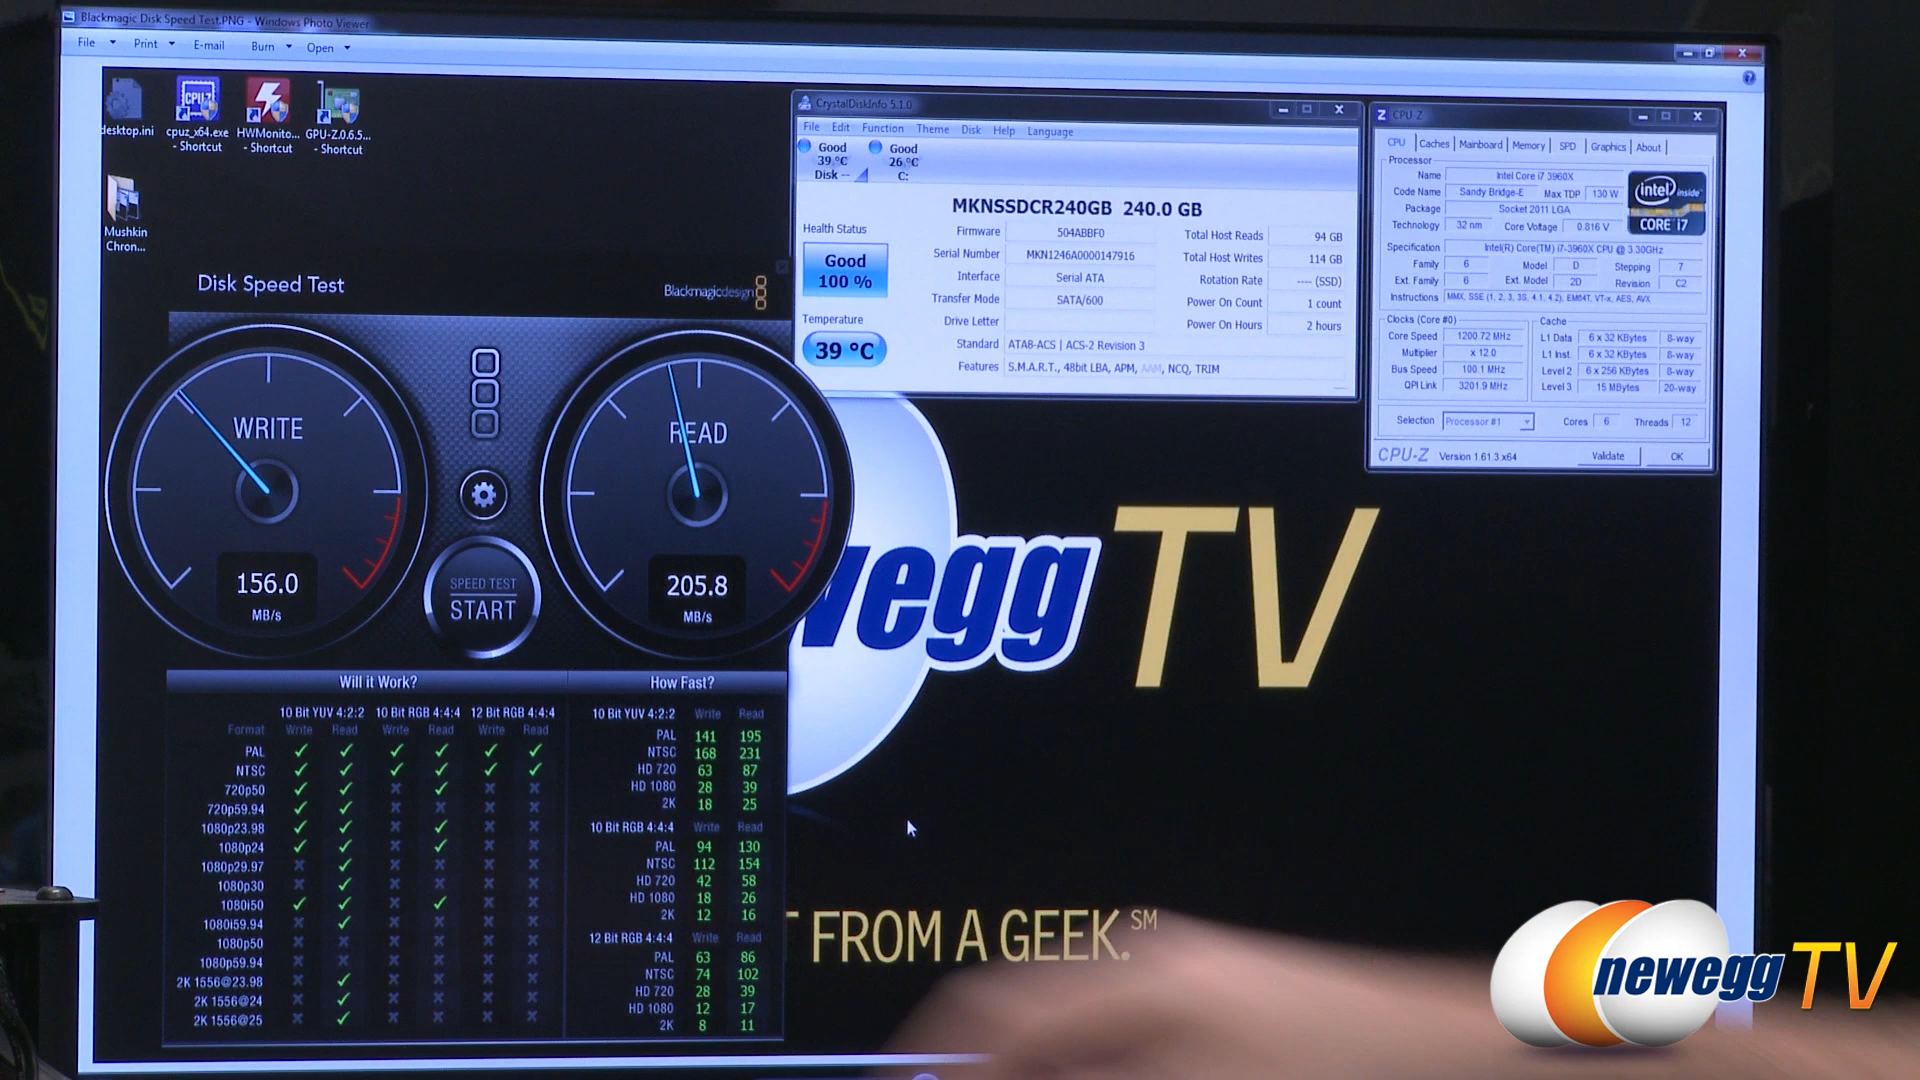 Blackmagic Disk Speed Test.PNG - Windows Photo Viewer
File Print E-mail Burn Open
desktop.ini
cpuz_x64.exe - Shortcut
HWMonito... - Shortcut
GPU-Z.0.6.5... - Shortcut
Mushkin Chron...
Disk Speed Test
Blackmagicdesign
WRITE
156.0
MB/s
READ
205.8
MB/s
SPEED TEST
START
Will it Work?
10 Bit YUV 4:2:2 10 Bit RGB 4:4:4 12 Bit RGB 4:4:4
Format Write Read Write Read Write Read
PAL ✓ ✓ ✓ ✓ ✓ ✓
NTSC ✓ ✓ ✓ ✓ ✓ ✓
720p50 ✓ ✓ x ✓ x x
720p59.94 ✓ ✓ x x x x
1080p23.98 ✓ ✓ x ✓ x x
1080p24 ✓ ✓ x ✓ x x
1080p29.97 x ✓ x x x x
1080p30 x ✓ x x x x
1080i50 ✓ ✓ x ✓ x x
1080i59.94 x ✓ x x x x
1080p50 x x x x x x
1080p59.94 x x x x x x
2K 1556@23.98 x ✓ x x x x
2K 1556@24 x ✓ x x x x
2K 1556@25 x ✓ x x x x
How Fast?
10 Bit YUV 4:2:2 Write Read
PAL 141 195
NTSC 168 231
HD 720 63 87
HD 1080 28 39
2K 18 25
10 Bit RGB 4:4:4 Write Read
PAL 94 130
NTSC 112 154
HD 720 42 58
HD 1080 18 26
2K 12 16
12 Bit RGB 4:4:4 Write Read
PAL 63 86
NTSC 74 102
HD 720 28 39
HD 1080 12 17
2K 8 11
CrystalDiskInfo 5.1.0
File Edit Function Theme Disk Help Language
Good Good
39 °C 26 °C
Disk -- C:
MKNSSDCR240GB 240.0 GB
Health Status
Good
100 %
Temperature
39 °C
Firmware 504ABBF0
Serial Number MKN1246A0000147916
Interface Serial ATA
Transfer Mode SATA/600
Drive Letter
Standard ATA8-ACS | ACS-2 Revision 3
Features S.M.A.R.T., 48bit LBA, APM, AAM, NCQ, TRIM
Total Host Reads 94 GB
Total Host Writes 114 GB
Rotation Rate ---- (SSD)
Power On Count 1 count
Power On Hours 2 hours
CPU-Z
CPU Caches Mainboard Memory SPD Graphics About
Processor
Name Intel Core i7 3960X
Code Name Sandy Bridge-E Max TDP 130 W
Package Socket 2011 LGA
Technology 32 nm Core Voltage 0.816 V
intel inside
CORE i7
Specification Intel(R) Core(TM) i7-3960X CPU @ 3.30GHz
Family 6 Model D Stepping 7
Ext. Family 6 Ext. Model 2D Revision C2
Instructions MMX, SSE (1, 2, 3, 3S, 4.1, 4.2), EM64T, VT-x, AES, AVX
Clocks (Core #0)
Core Speed 1200.72 MHz
Multiplier x 12.0
Bus Speed 100.1 MHz
QPI Link 3201.9 MHz
Cache
L1 Data 6 x 32 KBytes 8-way
L1 Inst. 6 x 32 KBytes 8-way
Level 2 6 x 256 KBytes 8-way
Level 3 15 MBytes 20-way
Selection Processor #1 Cores 6 Threads 12
CPU-Z Version 1.61.3.x64 Validate OK
wegg TV
T FROM A GEEK.℠
newegg TV